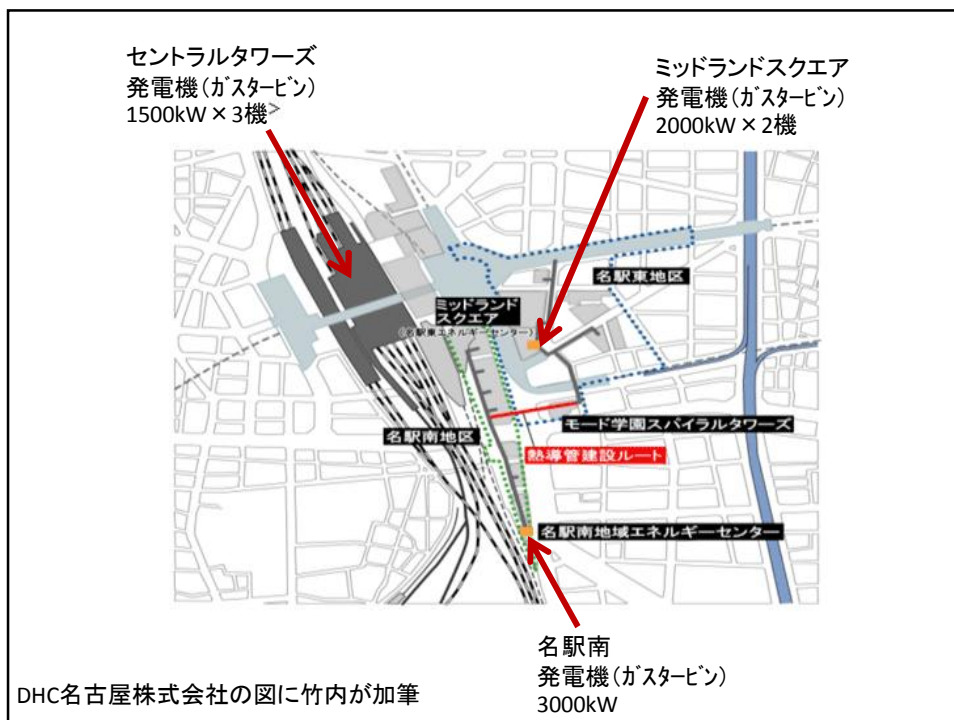 セントラルタワーズ
発電機(ガスタービン)
1500kW×3機>
ミッドランドスクエア
発電機(ガスタービン)
2000kW×2機
名駅東地区
ミッドランド
スクエア
(名駅東エネルギーセンター)
モード学園スパイラルタワーズ
名駅南地区
熱導管建設ルート
名駅南地域エネルギーセンター
名駅南
発電機(ガスタービン)
3000kW
DHC名古屋株式会社の図に竹内が加筆